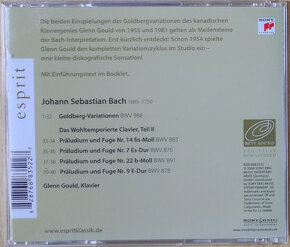 Die beiden Einspielungen der Goldbergvariationen des kanadischen
Klaviergenies Glenn Gould von 1955 und 1981 gelten als Meilensteine
der Bach-Interpretation. Erst kürzlich entdeckt: Schon 1954 spielte
Glenn Gould den kompletten Variationszyklus im Studio ein –
eine kleine diskografische Sensation!
Mit Einführungstext im Booklet.
SONY
esprit
Johann Sebastian Bach 1685–1750
1-32 Goldberg-Variationen BWV 988
Das Wohltemperierte Clavier, Teil II
33-34 Präludium und Fuge Nr. 14 fis-Moll BWV 883
35-36 Präludium und Fuge Nr. 7 Es-Dur BWV 876
37-38 Präludium und Fuge Nr. 22 b-Moll BWV 891
39-40 Präludium und Fuge Nr. 9 E-Dur BWV 878
Glenn Gould, Klavier
BEST SOUND
DIGITALLY
REMASTERED
www.espritklassik.de
SONY BMG